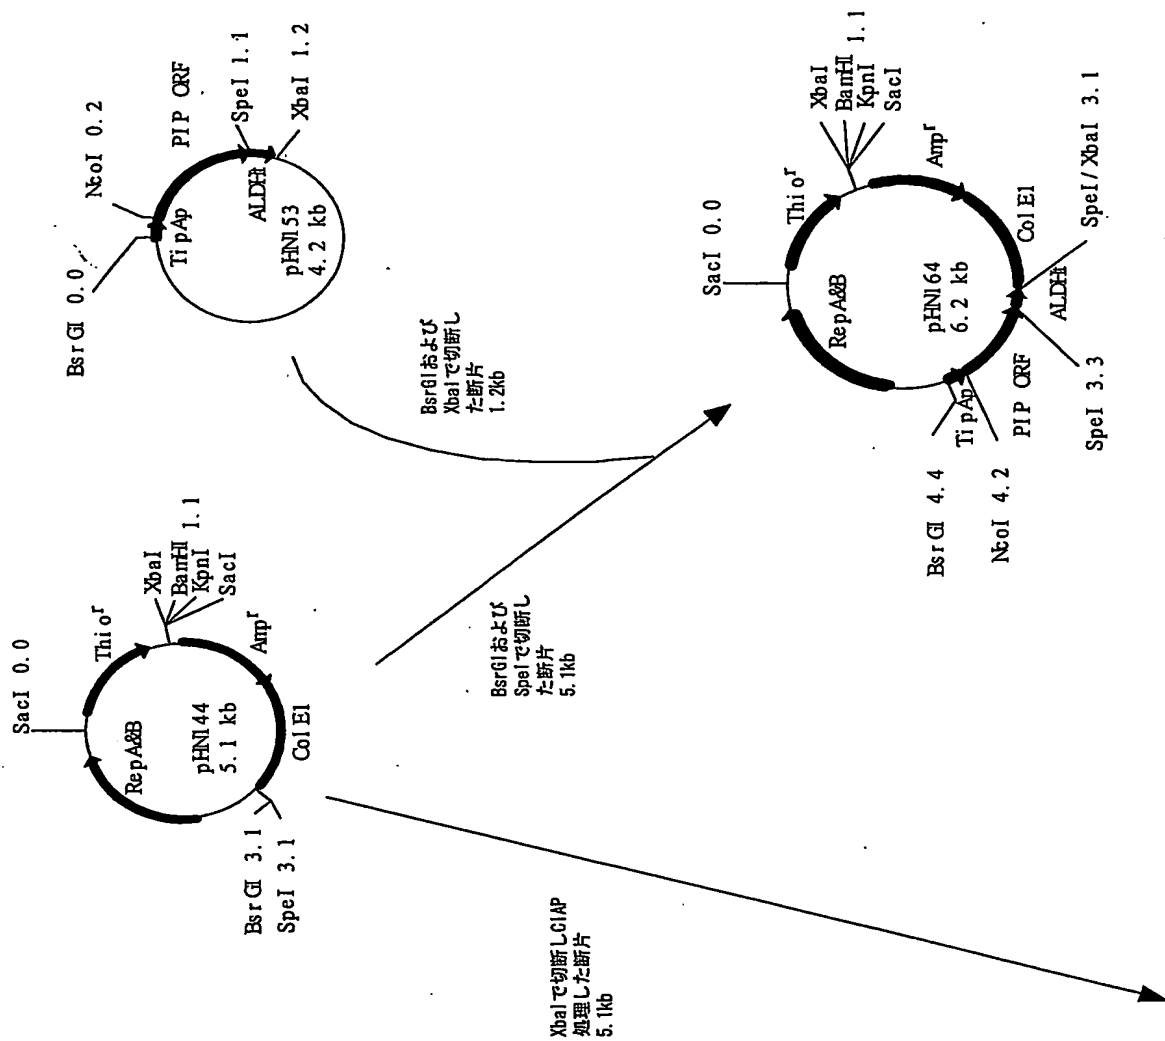 BsrGI 0.0
NcoI 0.2
TipAp
PIP ORF
SpeI 1.1
ALDHt
XbaI 1.2
pHN153
4.2 kb
BsrGIおよび
XbaIで切断し
た断片
1.2kb
SacI 0.0
Thio^r
XbaI
BamHI 1.1
KpnI
SacI
Amp^r
RepA&B
pHN144
5.1 kb
ColE1
BsrGI 3.1
SpeI 3.1
BsrGIおよび
SpeIで切断し
た断片
5.1kb
XbaIで切断しCIAP
処理した断片
5.1kb
SacI 0.0
Thio^r
XbaI
BamHI 1.1
KpnI
SacI
Amp^r
RepA&B
pHN164
6.2 kb
ColE1
SpeI/XbaI 3.1
ALDHt
SpeI 3.3
PIP ORF
TipAp
NcoI 4.2
BsrGI 4.4